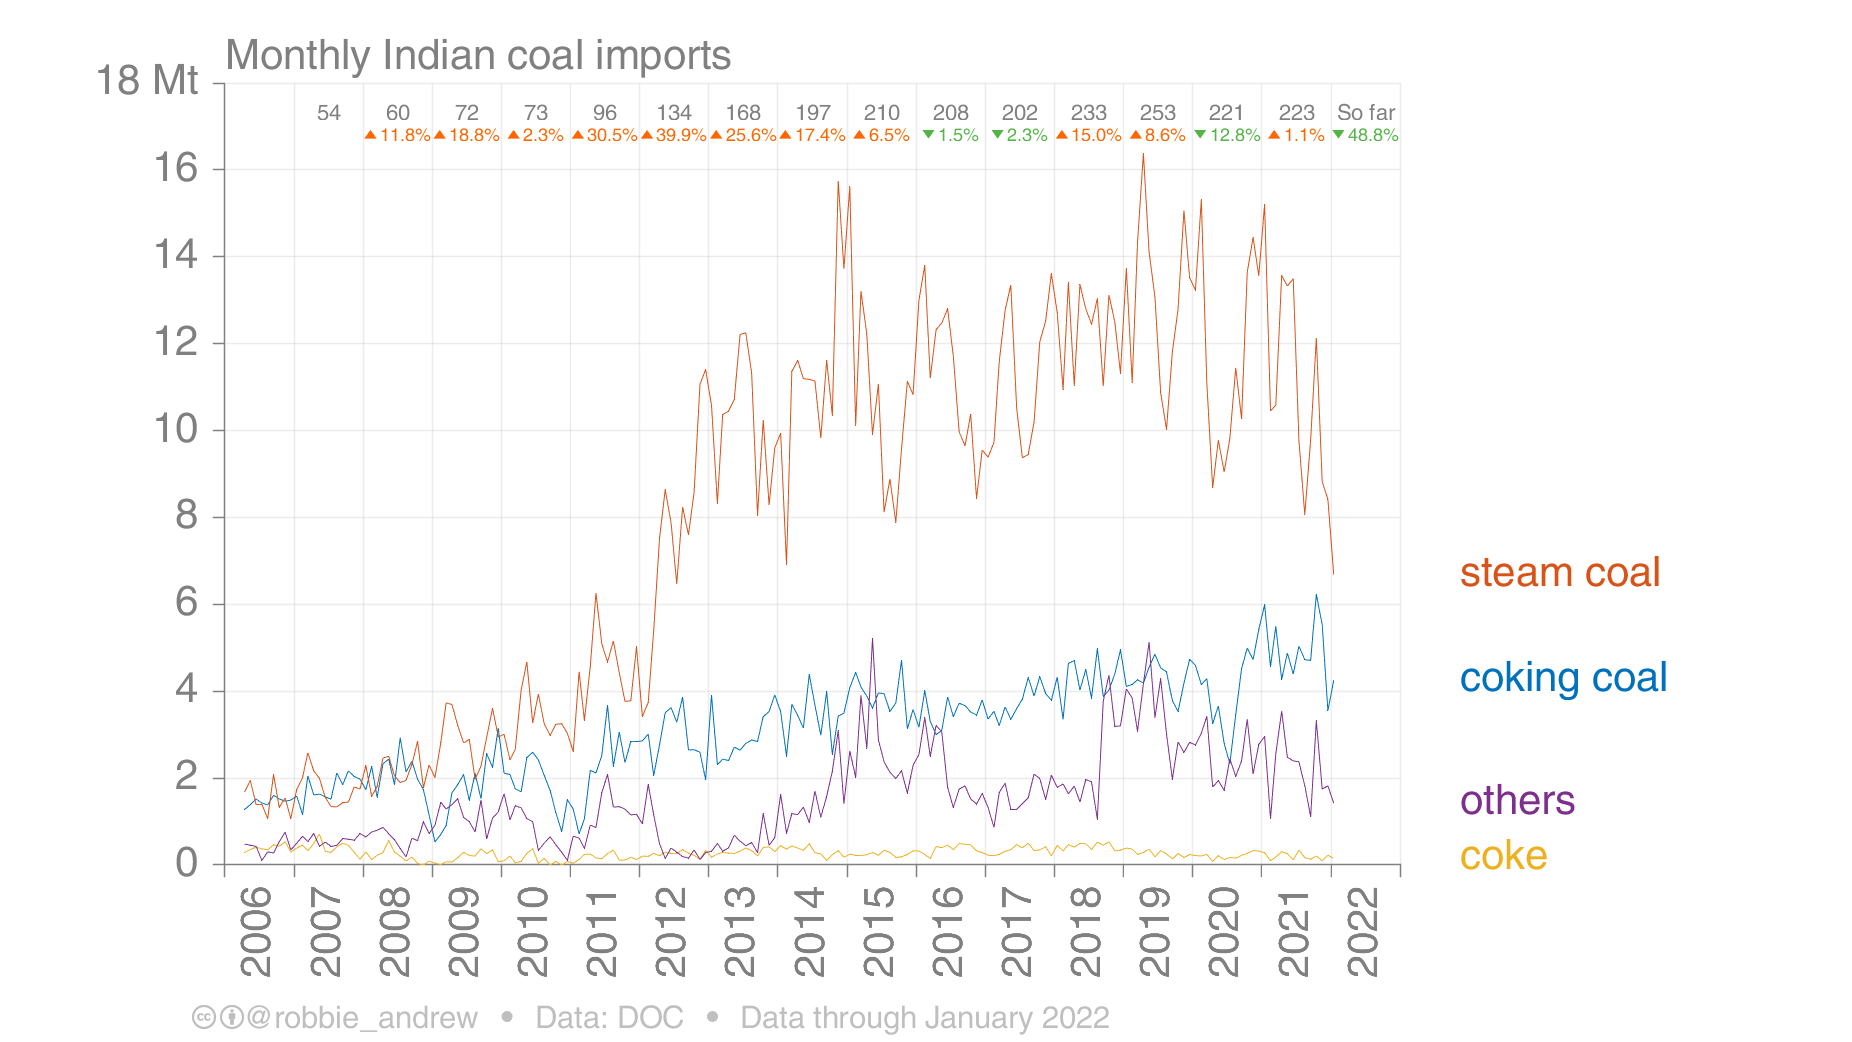 Monthly Indian coal imports
18 Mt
54 60 72 73 96 134 168 197 210 208 202 233 253 221 223 So far
▲ 11.8% ▲ 18.8% ▲ 2.3% ▲ 30.5% ▲ 39.9% ▲ 25.6% ▲ 17.4% ▲ 6.5% ▼ 1.5% ▼ 2.3% ▲ 15.0% ▲ 8.6% ▼ 12.8% ▲ 1.1% ▼ 48.8%
16
14
12
10
8
steam coal
6
coking coal
4
2
others
coke
0
2006 2007 2008 2009 2010 2011 2012 2013 2014 2015 2016 2017 2018 2019 2020 2021 2022
@robbie_andrew • Data: DOC • Data through January 2022